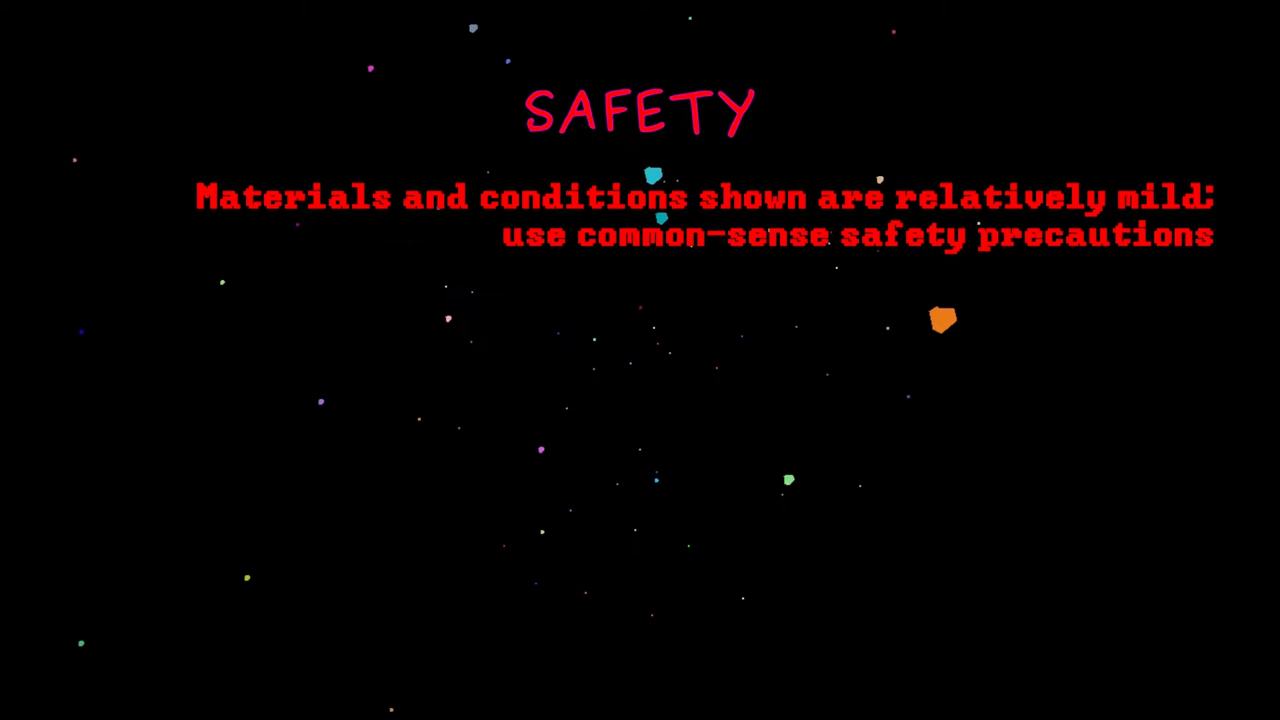 SAFETY
Materials and conditions shown are relatively mild;
use common-sense safety precautions